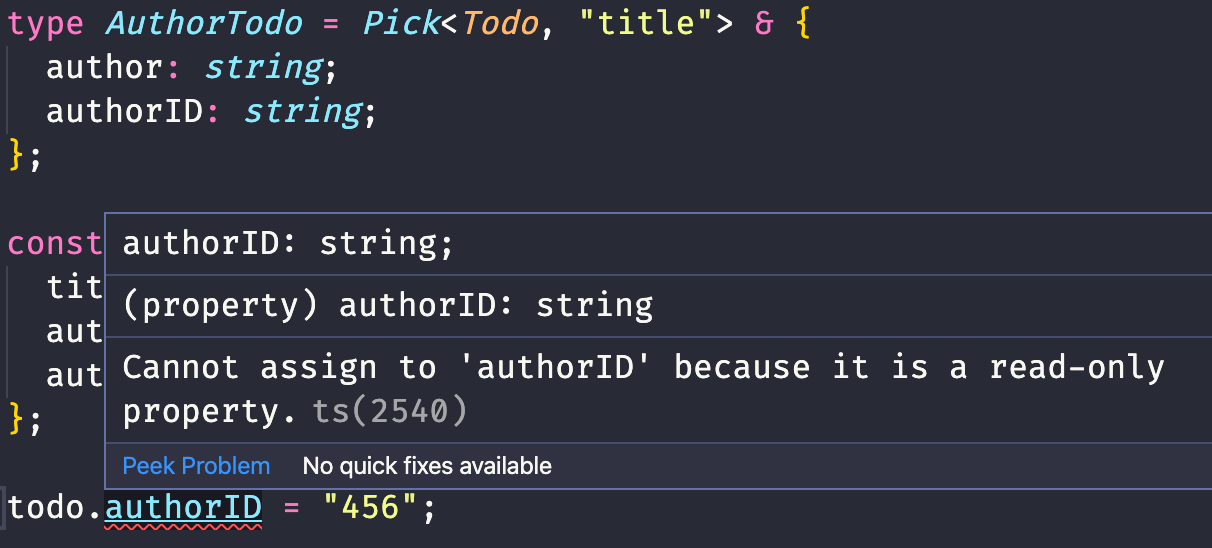 type AuthorTodo = Pick<Todo, "title"> & {
  author: string;
  authorID: string;
};
const
authorID: string;
  tit
(property) authorID: string
  aut
Cannot assign to 'authorID' because it is a read-only
  aut
property. ts(2540)
};
Peek Problem No quick fixes available
todo.authorID = "456";